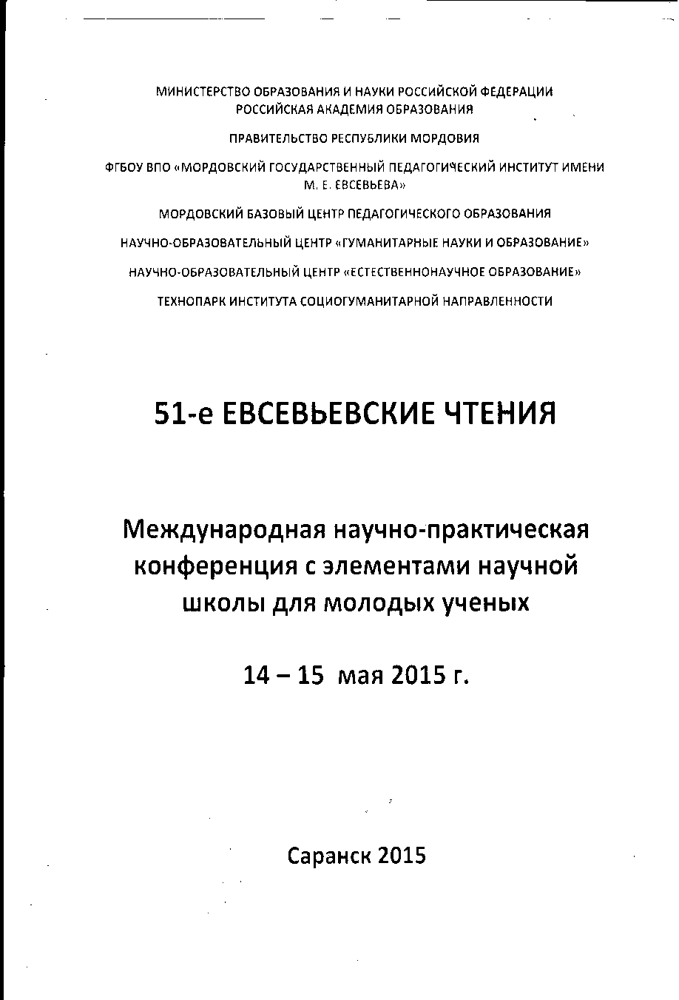 МИНИСТЕРСТВО ОБРАЗОВАНИЯ И НАУКИ РОССИЙСКОЙ ФЕДЕРАЦИИ
РОССИЙСКАЯ АКАДЕМИЯ ОБРАЗОВАНИЯ
ПРАВИТЕЛЬСТВО РЕСПУБЛИКИ МОРДОВИЯ
ФГБОУ ВПО «МОРДОВСКИЙ ГОСУДАРСТВЕННЫЙ ПЕДАГОГИЧЕСКИЙ ИНСТИТУТ ИМЕНИ
М. Е. ЕВСЕВЬЕВА»
МОРДОВСКИЙ БАЗОВЫЙ ЦЕНТР ПЕДАГОГИЧЕСКОГО ОБРАЗОВАНИЯ
НАУЧНО-ОБРАЗОВАТЕЛЬНЫЙ ЦЕНТР «ГУМАНИТАРНЫЕ НАУКИ И ОБРАЗОВАНИЕ»
НАУЧНО-ОБРАЗОВАТЕЛЬНЫЙ ЦЕНТР «ЕСТЕСТВЕННОНАУЧНОЕ ОБРАЗОВАНИЕ»
ТЕХНОПАРК ИНСТИТУТА СОЦИОГУМАНИТАРНОЙ НАПРАВЛЕННОСТИ
51-е ЕВСЕВЬЕВСКИЕ ЧТЕНИЯ
Международная научно-практическая
конференция с элементами научной
школы для молодых ученых
14 – 15 мая 2015 г.
Саранск 2015